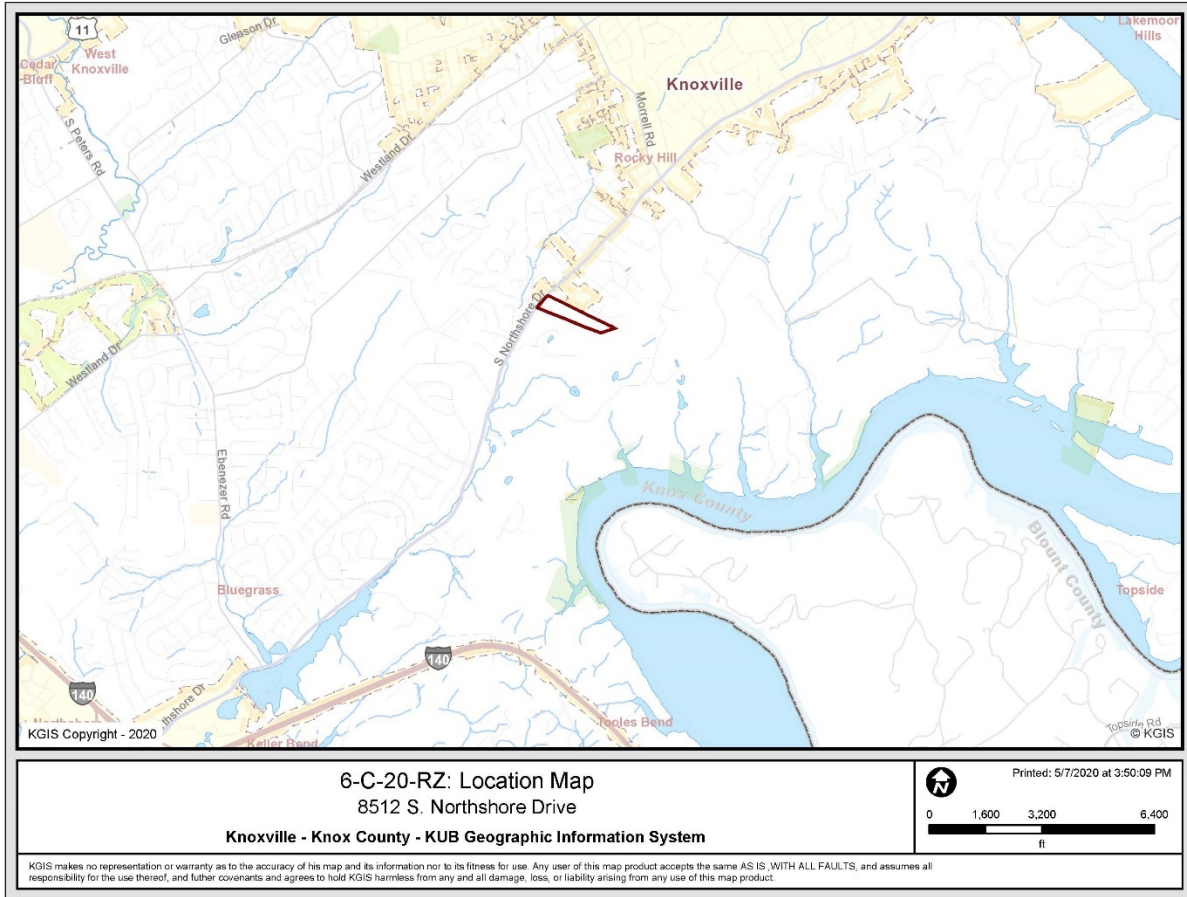 11
Gleason Dr
Lakemoor
Hills
West
Knoxville
Cedar
Bluff
Knoxville
S Peters Rd
Morrell Rd
Westland Dr
Rocky Hill
S Northshore Dr
Westland Dr
Ebenezer Rd
Knox County
Blount County
Bluegrass
Topside
140
140
Northshore
thshore Dr
Tooles Bend
Keller Bend
Topside Rd
KGIS Copyright - 2020
© KGIS
6-C-20-RZ: Location Map
8512 S. Northshore Drive
Knoxville - Knox County - KUB Geographic Information System
N
Printed: 5/7/2020 at 3:50:09 PM
0 1,600 3,200 6,400
ft
KGIS makes no representation or warranty as to the accuracy of his map and its information nor to its fitness for use. Any user of this map product accepts the same AS IS ,WITH ALL FAULTS, and assumes all
responsibility for the use thereof, and futher covenants and agrees to hold KGIS harmless from any and all damage, loss, or liability arising from any use of this map product.